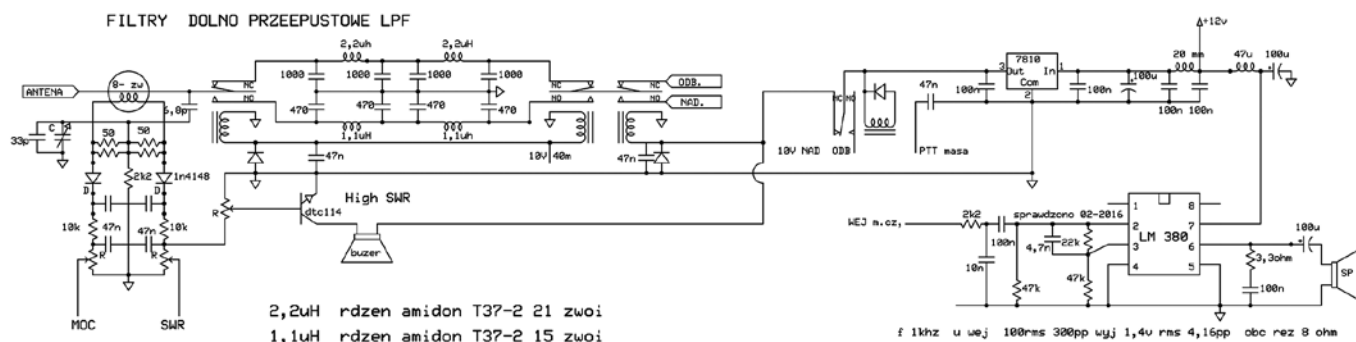 FILTRY DOLNO PRZEEPUSTOWE LPF
+12v
2,2uh
2,2uH
8- zw
7810
3 Out In 1
Com
2
20 mm
47u
100u
1000
1000
1000
1000
NC
NO
NC
NO
ODB.
NAD.
ANTENA
6,8p
470
470
470
470
NC NO
47n
100n
100n
100u
100n
100n
33p
C
50
50
1,1uH
1,1uh
47n
10V 40m
47n
10V NAD ODB
PTT masa
D
2k2
D
1n4148
High SWR
R
dtc114
buzer
10k
47n
47n
10k
R
R
MOC
SWR
WEJ m.cz,
2k2
sprawdzono 02-2016
100n
4,7n
22k
10n
47k
47k
1
2
3
4
8
7
6
5
LM 380
100u
3,3ohm
100n
SP
2,2uH rdzen amidon T37-2 21 zwoi
1,1uH rdzen amidon T37-2 15 zwoi
f 1khz u wej 100rms 300pp wyj 1,4v rms 4,16pp obc rez 8 ohm